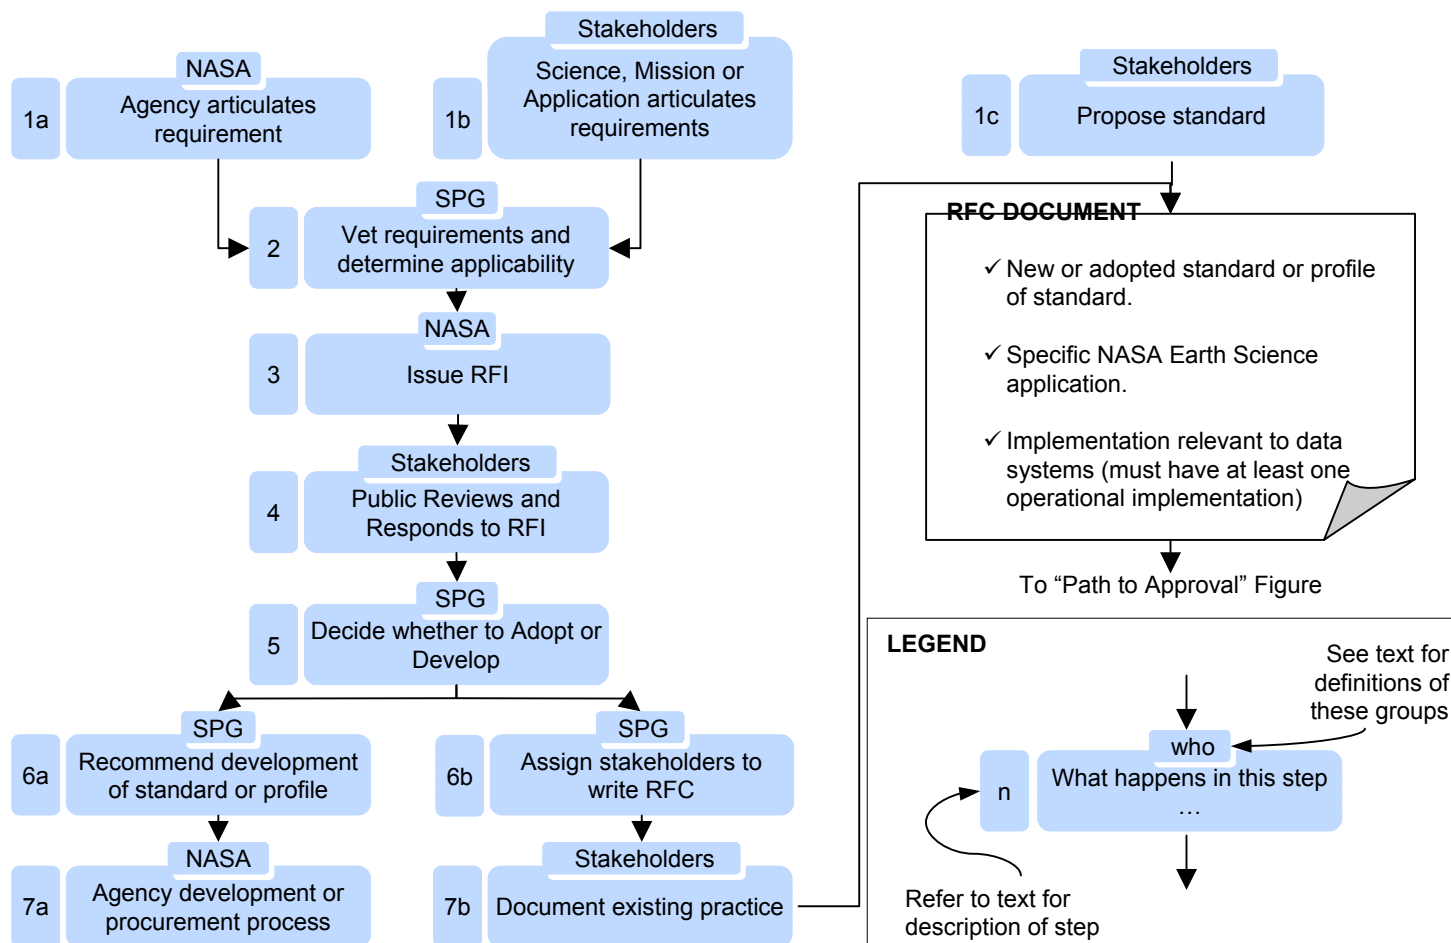 NASA
1a
Agency articulates
requirement
Stakeholders
1b
Science, Mission or
Application articulates
requirements
Stakeholders
1c
Propose standard
SPG
2
Vet requirements and
determine applicability
NASA
3
Issue RFI
Stakeholders
4
Public Reviews and
Responds to RFI
SPG
5
Decide whether to Adopt or
Develop
SPG
6a
Recommend development
of standard or profile
SPG
6b
Assign stakeholders to
write RFC
NASA
7a
Agency development or
procurement process
Stakeholders
7b
Document existing practice
RFC DOCUMENT
✓ New or adopted standard or profile
of standard.
✓ Specific NASA Earth Science
application.
✓ Implementation relevant to data
systems (must have at least one
operational implementation)
To “Path to Approval” Figure
LEGEND
See text for
definitions of
these groups
who
n
What happens in this step
…
Refer to text for
description of step